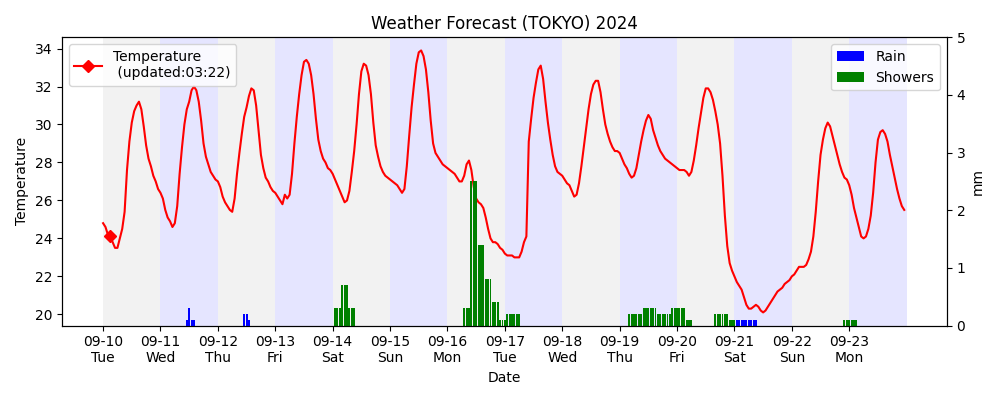 Weather Forecast (TOKYO) 2024
Temperature
(updated:03:22)
Rain
Showers
Temperature
34
32
30
28
26
24
22
20
5
4
3
2
1
0
mm
09-10 09-11 09-12 09-13 09-14 09-15 09-16 09-17 09-18 09-19 09-20 09-21 09-22 09-23
Tue Wed Thu Fri Sat Sun Mon Tue Wed Thu Fri Sat Sun Mon
Date